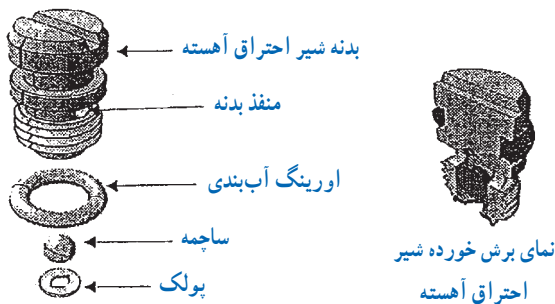 بدنه شیر احتراق آهسته
منفذ بدنه
اورینگ آب‌بندی
ساچمه
پولک
نمای برش خورده شیر
احتراق آهسته